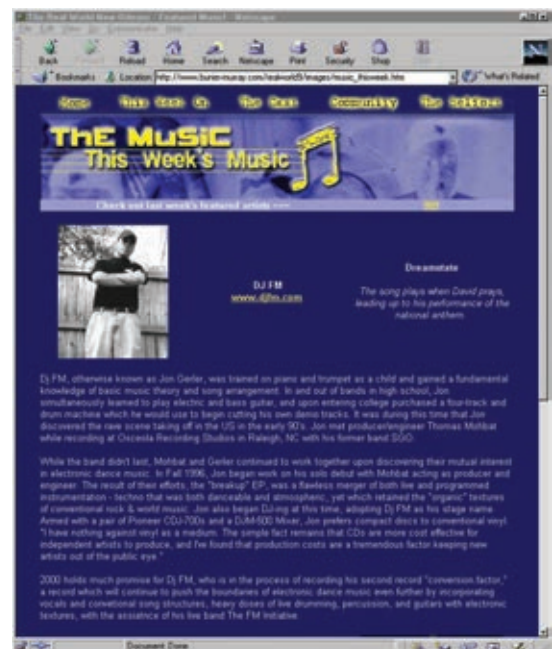 The Real World New Orleans - Featured Music! - Netscape
Back Reload Home Search Netscape Print Security Shop
Bookmarks Location: http://www.bunim-murray.com/realworld9/images/music_thisweek.htm What's Related
Home This Week On The Cast Community The Editors
ThE MuSiC
This Week's Music
Check out last week's featured artists ---
DJ FM
www.djfm.com
Dreamstate
The song plays when David prays,
leading up to his performance of the
national anthem.
Dj FM, otherwise known as Jon Gerler, was trained on piano and trumpet as a child and gained a fundamental
knowledge of basic music theory and song arrangement. In and out of bands in high school, Jon
simultaneously learned to play electric and bass guitar, and upon entering college purchased a four-track and
drum machine which he would use to begin cutting his own demo tracks. It was during this time that Jon
discovered the rave scene taking off in the US in the early 90's. Jon met producer/engineer Thomas Mohbat
while recording at Osceola Recording Studios in Raleigh, NC with his former band SGO.
While the band didn't last, Mohbat and Gerler continued to work together upon discovering their mutual interest
in electronic dance music. In Fall 1996, Jon began work on his solo debut with Mohbat acting as producer and
engineer. The result of their efforts, the "breakup" EP, was a flawless merger of both live and programmed
instrumentation - techno that was both danceable and atmospheric, yet which retained the "organic" textures
of conventional rock & world music. Jon also began DJ-ing at this time, adopting Dj FM as his stage name.
Armed with a pair of Pioneer CDJ-700s and a DJM-500 Mixer, Jon prefers compact discs to conventional vinyl.
"I have nothing against vinyl as a medium. The simple fact remains that CDs are more cost effective for
independent artists to produce, and I've found that production costs are a tremendous factor keeping new
artists out of the public eye."
2000 holds much promise for Dj FM, who is in the process of recording his second record "conversion.factor,"
a record which will continue to push the boundaries of electronic dance music even further by incorporating
vocals and convetional song structures, heavy doses of live drumming, percussion, and guitars with electronic
textures, with the assiatnce of his live band The FM Initiative.
Document: Done